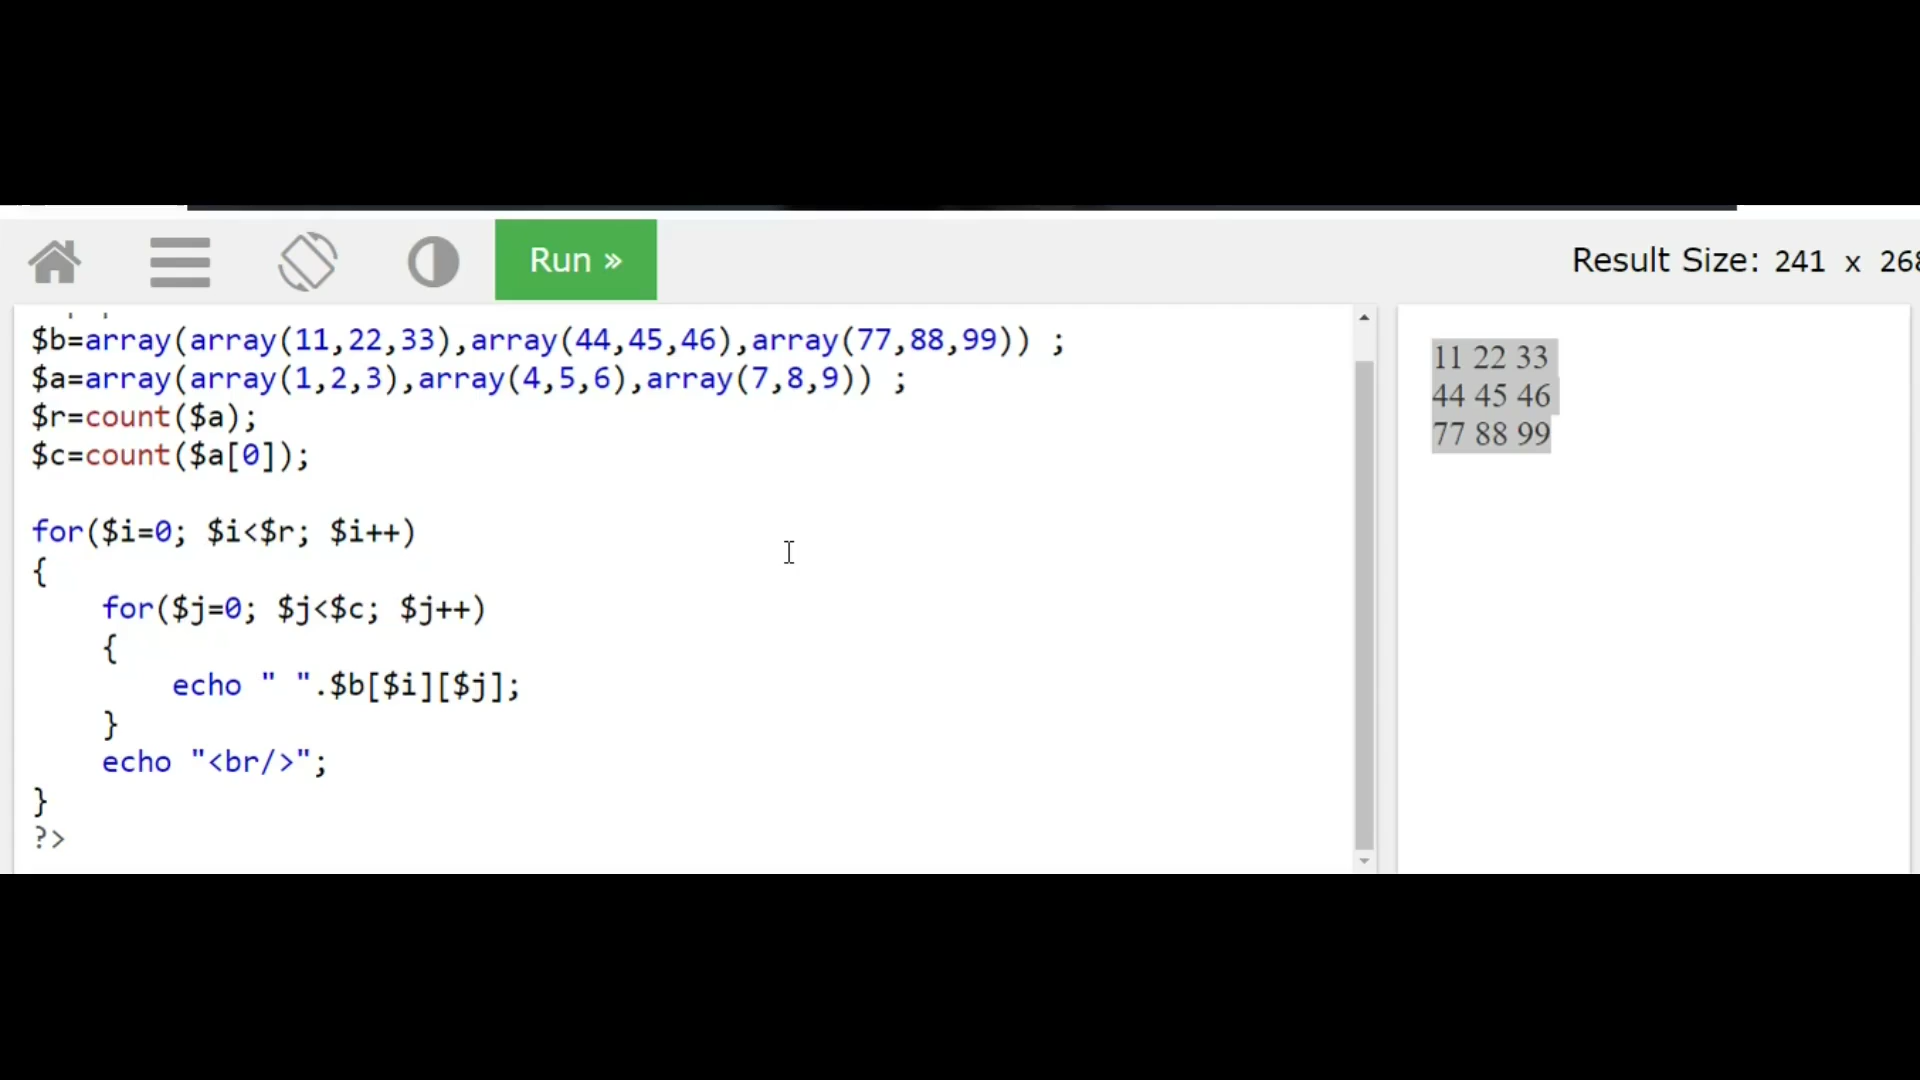 Run »
Result Size: 241 x 268
$b=array(array(11,22,33),array(44,45,46),array(77,88,99)) ;
$a=array(array(1,2,3),array(4,5,6),array(7,8,9)) ;
$r=count($a);
$c=count($a[0]);
for($i=0; $i<$r; $i++)
{
for($j=0; $j<$c; $j++)
{
echo " ".$b[$i][$j];
}
echo "<br/>";
}
?>
11 22 33
44 45 46
77 88 99